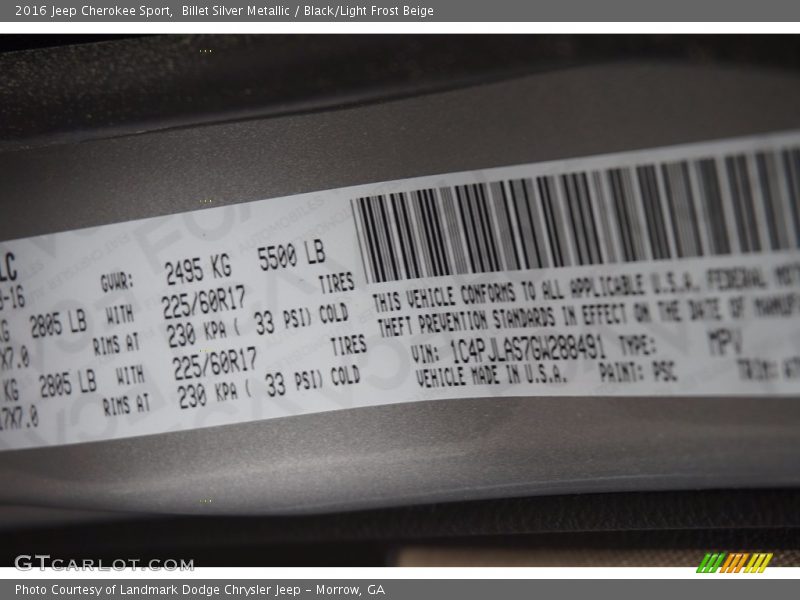 2016 Jeep Cherokee Sport,  Billet Silver Metallic / Black/Light Frost Beige
LC
-16
GVWR: 2495 KG 5500 LB
KG 2805 LB WITH 225/60R17 TIRES
7X7.0 RIMS AT 230 KPA ( 33 PSI) COLD
KG 2805 LB WITH 225/60R17 TIRES
17X7.0 RIMS AT 230 KPA ( 33 PSI) COLD
THIS VEHICLE CONFORMS TO ALL APPLICABLE U.S.A. FEDERAL
THEFT PREVENTION STANDARDS IN EFFECT ON THE DATE OF
VIN: 1C4PJLAS7GW288491 TYPE: MPV
VEHICLE MADE IN U.S.A. PAINT: PSC TRIM:
GTCARLOT.COM
Photo Courtesy of Landmark Dodge Chrysler Jeep – Morrow, GA